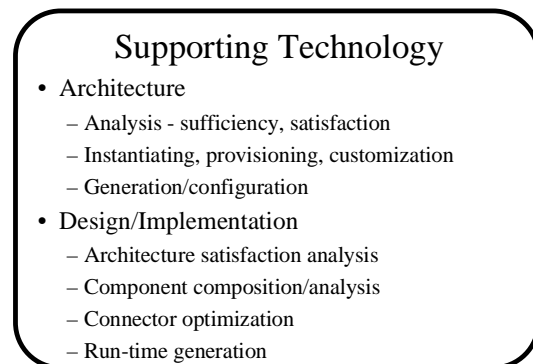 Supporting Technology
• Architecture
– Analysis - sufficiency, satisfaction
– Instantiating, provisioning, customization
– Generation/configuration
• Design/Implementation
– Architecture satisfaction analysis
– Component composition/analysis
– Connector optimization
– Run-time generation